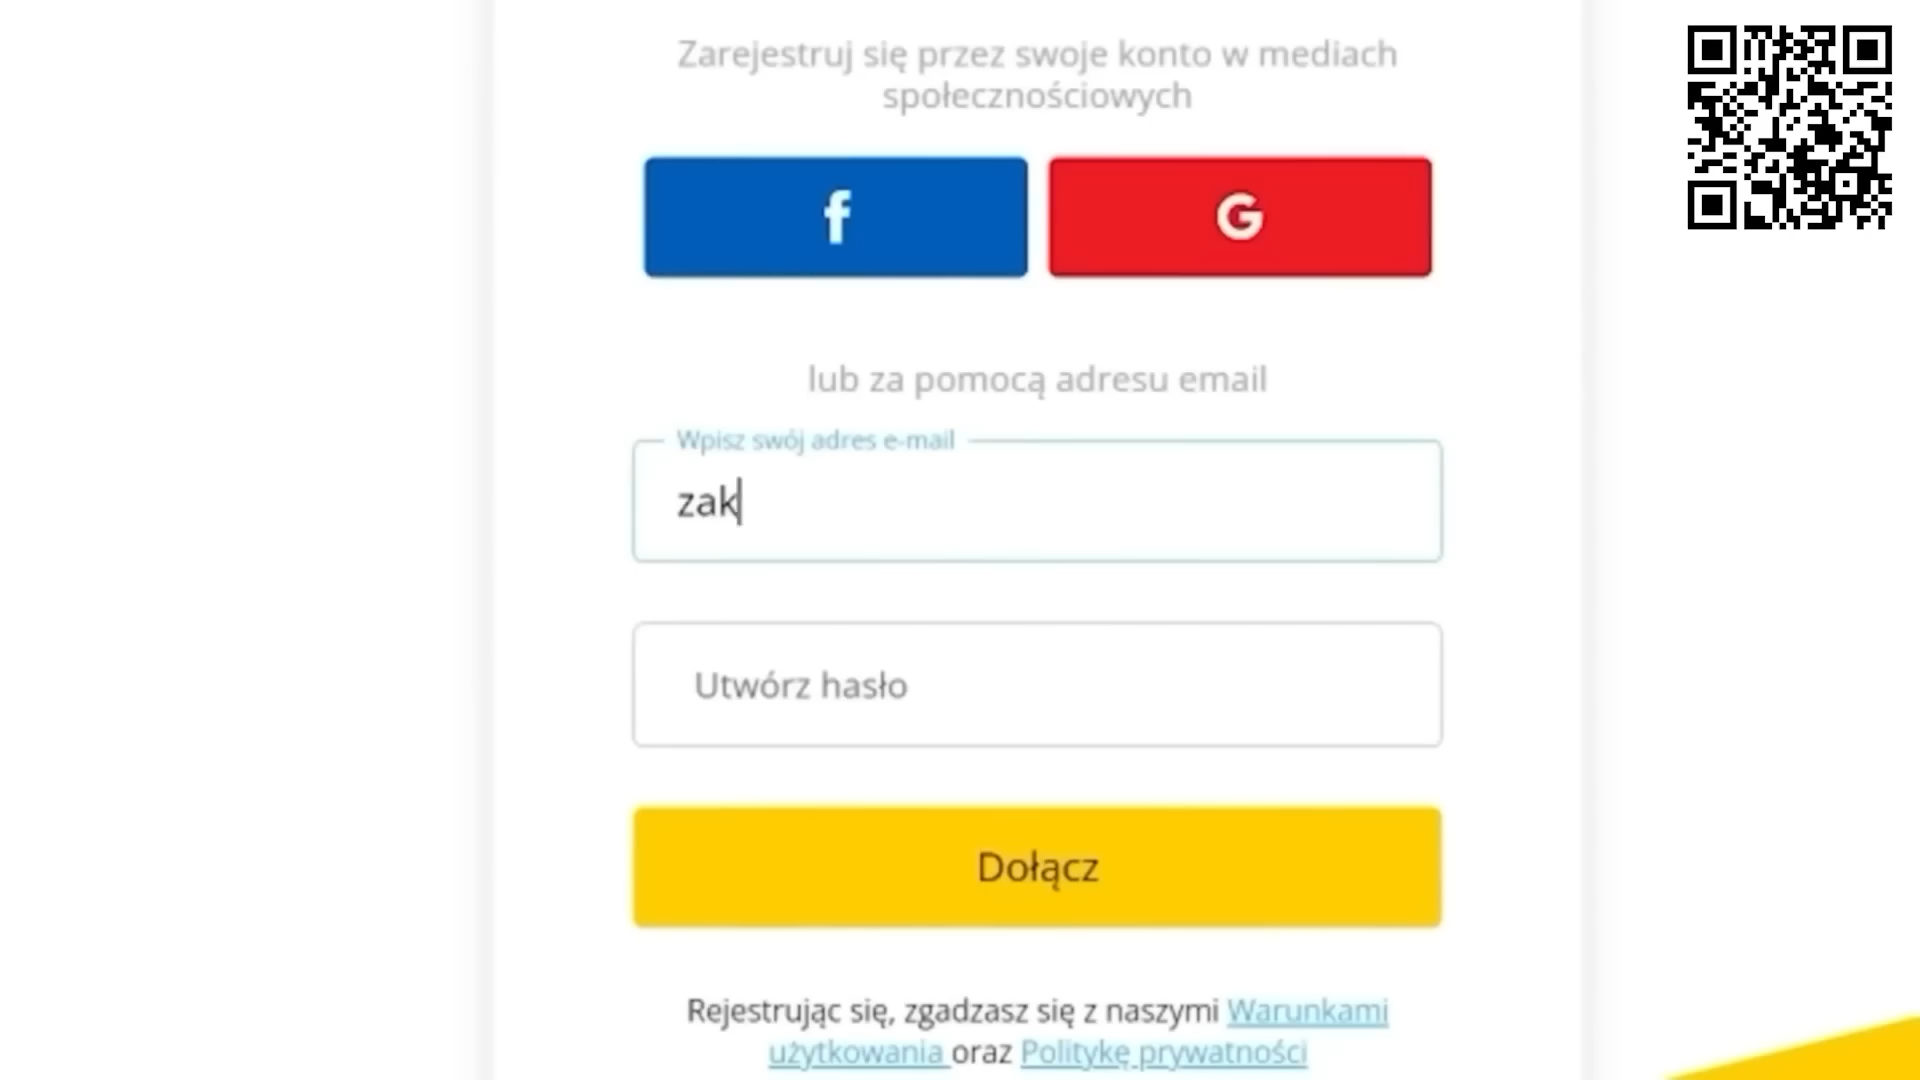 Zarejestruj się przez swoje konto w mediach
społecznościowych
f
G
lub za pomocą adresu email
Wpisz swój adres e-mail
zak
Utwórz hasło
Dołącz
Rejestrując się, zgadzasz się z naszymi Warunkami
użytkowania oraz Politykę prywatności